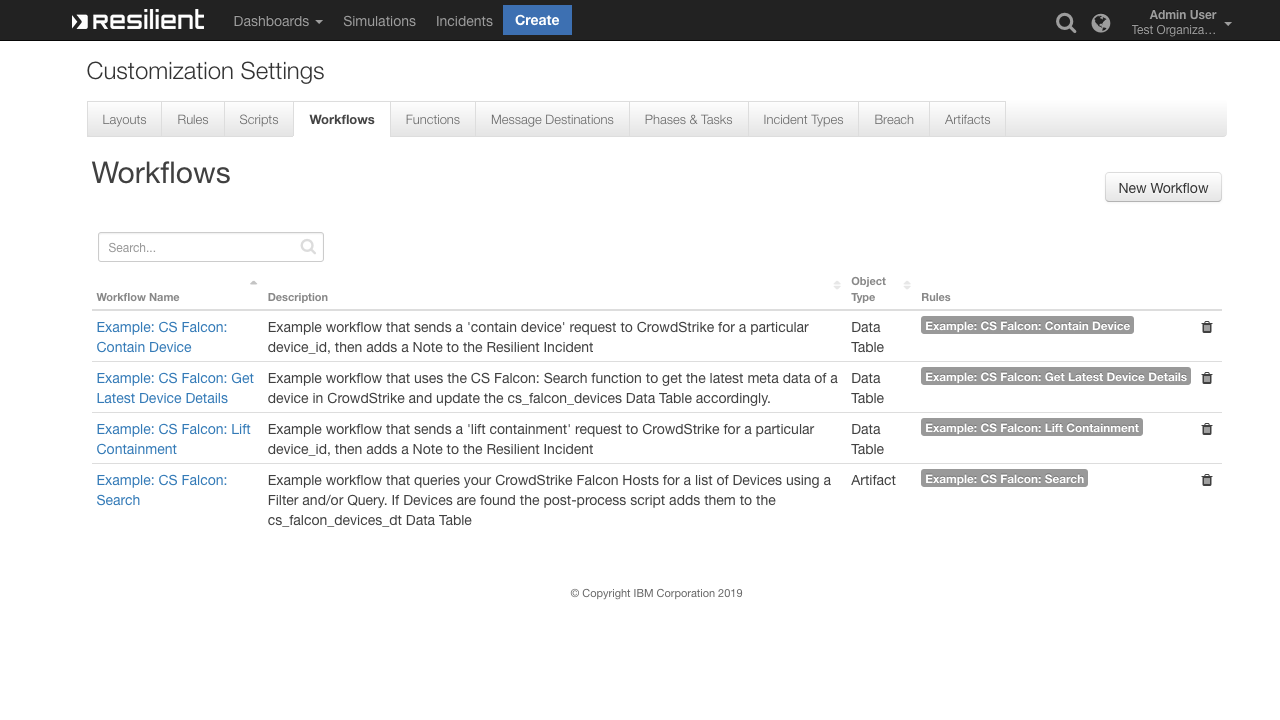 resilient Dashboards Simulations Incidents Create Admin User
Test Organiza...
Customization Settings
Layouts Rules Scripts Workflows Functions Message Destinations Phases & Tasks Incident Types Breach Artifacts
Workflows
New Workflow
Search...
Workflow Name Description Object Type Rules
Example: CS Falcon: Contain Device
Example workflow that sends a 'contain device' request to CrowdStrike for a particular
device_id, then adds a Note to the Resilient Incident
Data Table
Example: CS Falcon: Contain Device
Example: CS Falcon: Get
Latest Device Details
Example workflow that uses the CS Falcon: Search function to get the latest meta data of a
device in CrowdStrike and update the cs_falcon_devices Data Table accordingly.
Data Table
Example: CS Falcon: Get Latest Device Details
Example: CS Falcon: Lift
Containment
Example workflow that sends a 'lift containment' request to CrowdStrike for a particular
device_id, then adds a Note to the Resilient Incident
Data Table
Example: CS Falcon: Lift Containment
Example: CS Falcon:
Search
Example workflow that queries your CrowdStrike Falcon Hosts for a list of Devices using a
Filter and/or Query. If Devices are found the post-process script adds them to the
cs_falcon_devices_dt Data Table
Artifact
Example: CS Falcon: Search
© Copyright IBM Corporation 2019